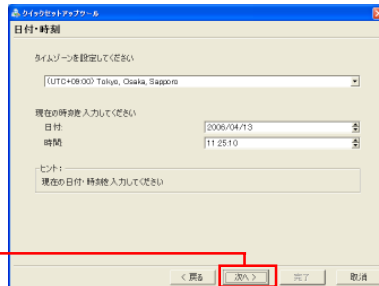 クイックセットアップツール
日付・時刻
タイムゾーンを設定してください
(UTC+09:00) Tokyo, Osaka, Sapporo
現在の時刻を入力してください
日付:
2006/04/13
時間:
11:25:10
ヒント:
現在の日付・時刻を入力してください
< 戻る
次へ >
完了
取消